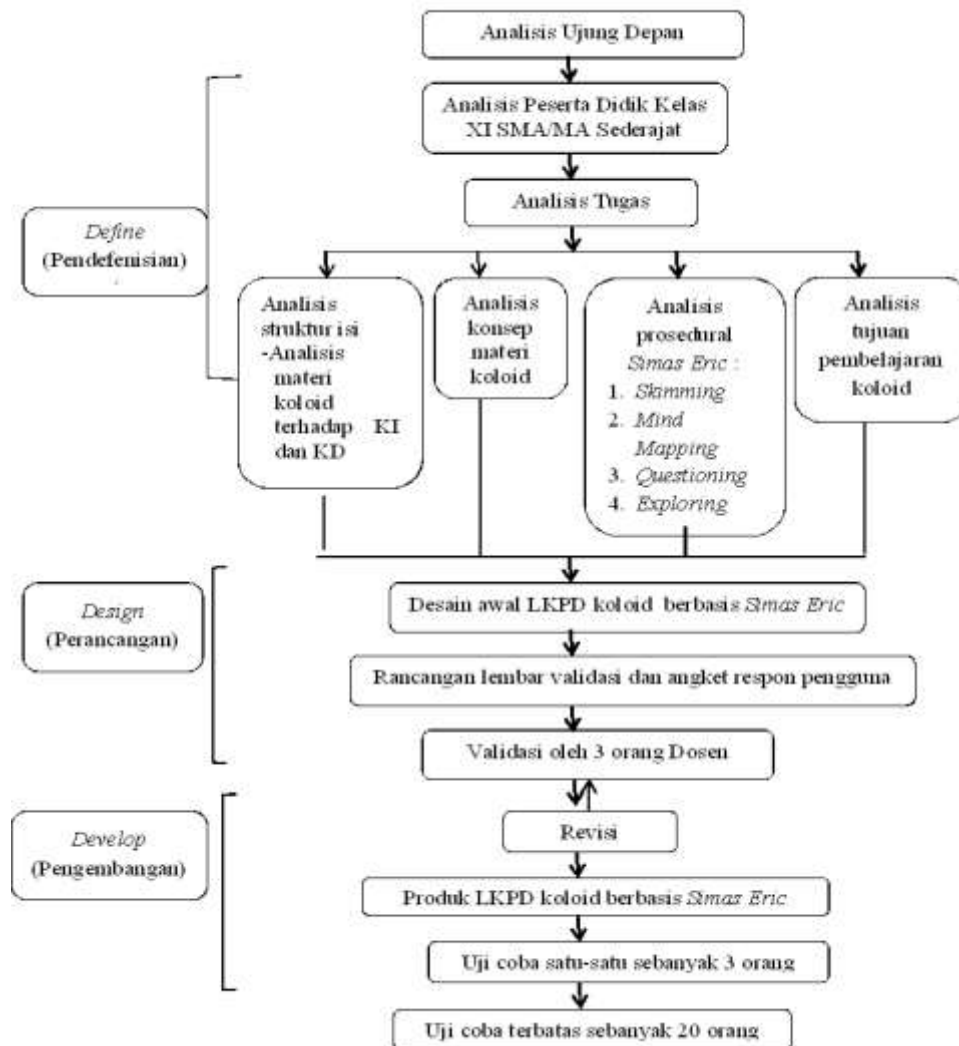 Analisis Ujung Depan
Analisis Peserta Didik Kelas
XI SMA/MA Sederajat
Analisis Tugas
Define
(Pendefenisian)
Analisis
struktur isi
-Analisis
materi
koloid
terhadap KI
dan KD
Analisis
konsep
materi
koloid
Analisis
prosedural
Simas Eric :
1. Skimming
2. Mind
Mapping
3. Questioning
4. Exploring
Analisis
tujuan
pembelajaran
koloid
Design
(Perancangan)
Desain awal LKPD koloid berbasis Simas Eric
Rancangan lembar validasi dan angket respon pengguna
Validasi oleh 3 orang Dosen
Develop
(Pengembangan)
Revisi
Produk LKPD koloid berbasis Simas Eric
Uji coba satu-satu sebanyak 3 orang
Uji coba terbatas sebanyak 20 orang